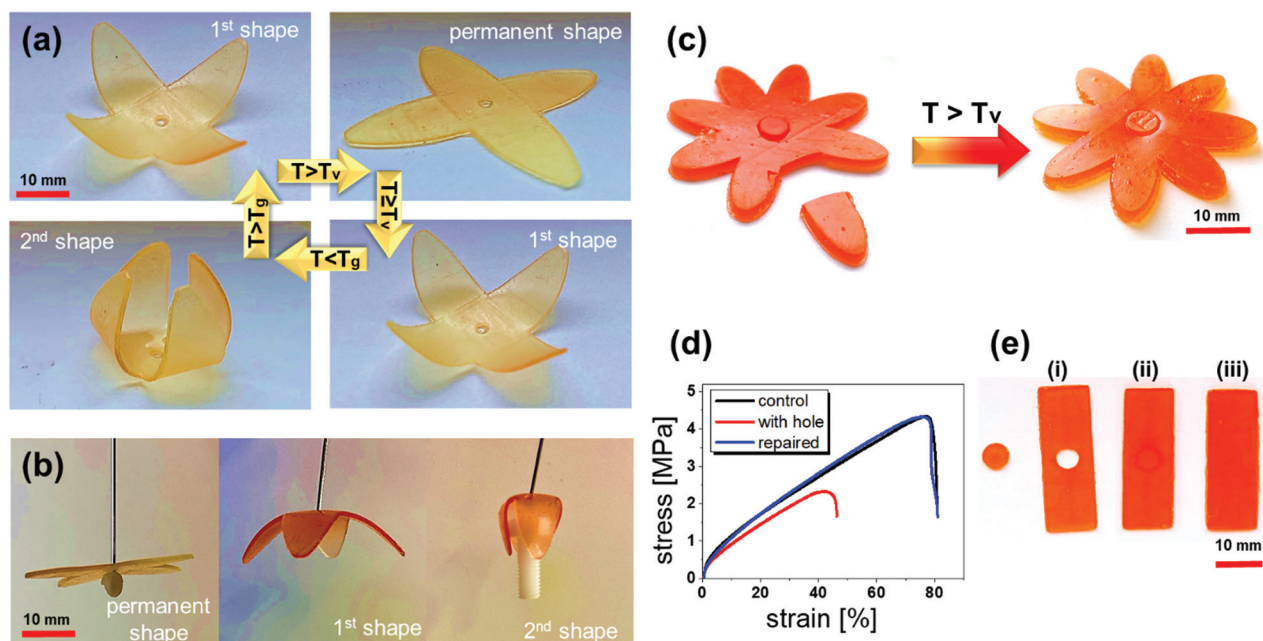 (a)
1st shape
permanent shape
10 mm
T>Tv
T≥Tv
T<Tg
T>Tg
2nd shape
1st shape
(b)
10 mm
permanent
shape
1st shape
2nd shape
(c)
T > Tv
10 mm
(d)
stress [MPa]
5
4
3
2
1
0
control
with hole
repaired
0 20 40 60 80
strain [%]
(e)
(i) (ii) (iii)
10 mm